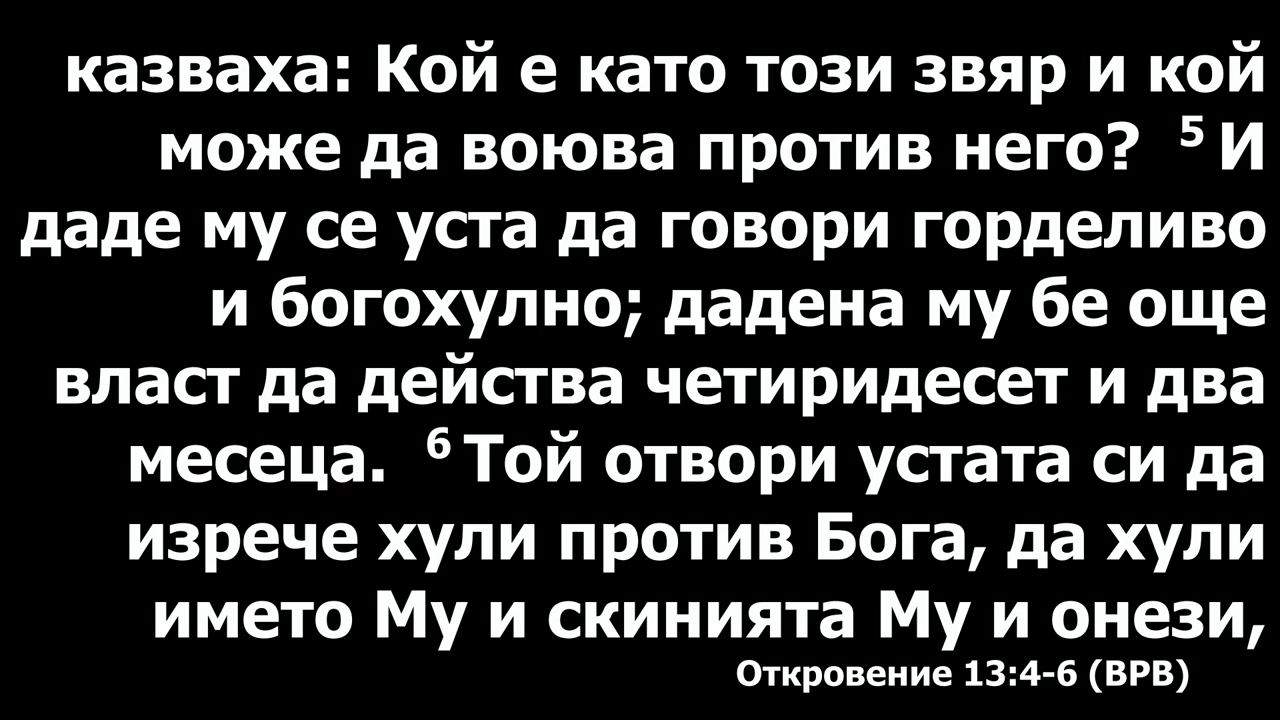 казваха: Кой е като този звяр и кой
може да воюва против него? 5 И
даде му се уста да говори горделиво
и богохулно; дадена му бе още
власт да действа четиридесет и два
месеца. 6 Той отвори устата си да
изрече хули против Бога, да хули
името Му и скинията Му и онези,
Откровение 13:4-6 (ВРВ)